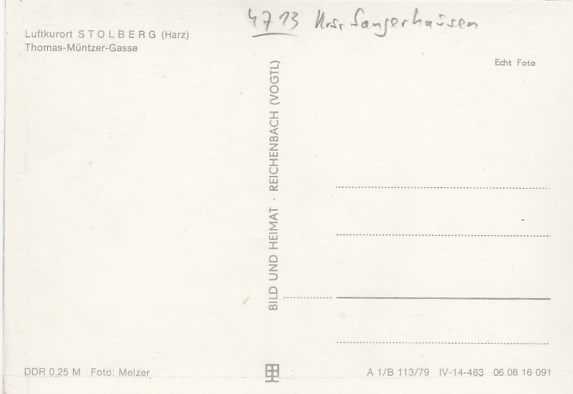 4713 Krs. Sangerhausen
Luftkurort STOLBERG (Harz)
Thomas-Müntzer-Gasse
Echt Foto
BILD UND HEIMAT · REICHENBACH (VOGTL)
DDR 0,25 M Foto: Melzer
A 1/B 113/79 IV-14-483 06.08 16 091